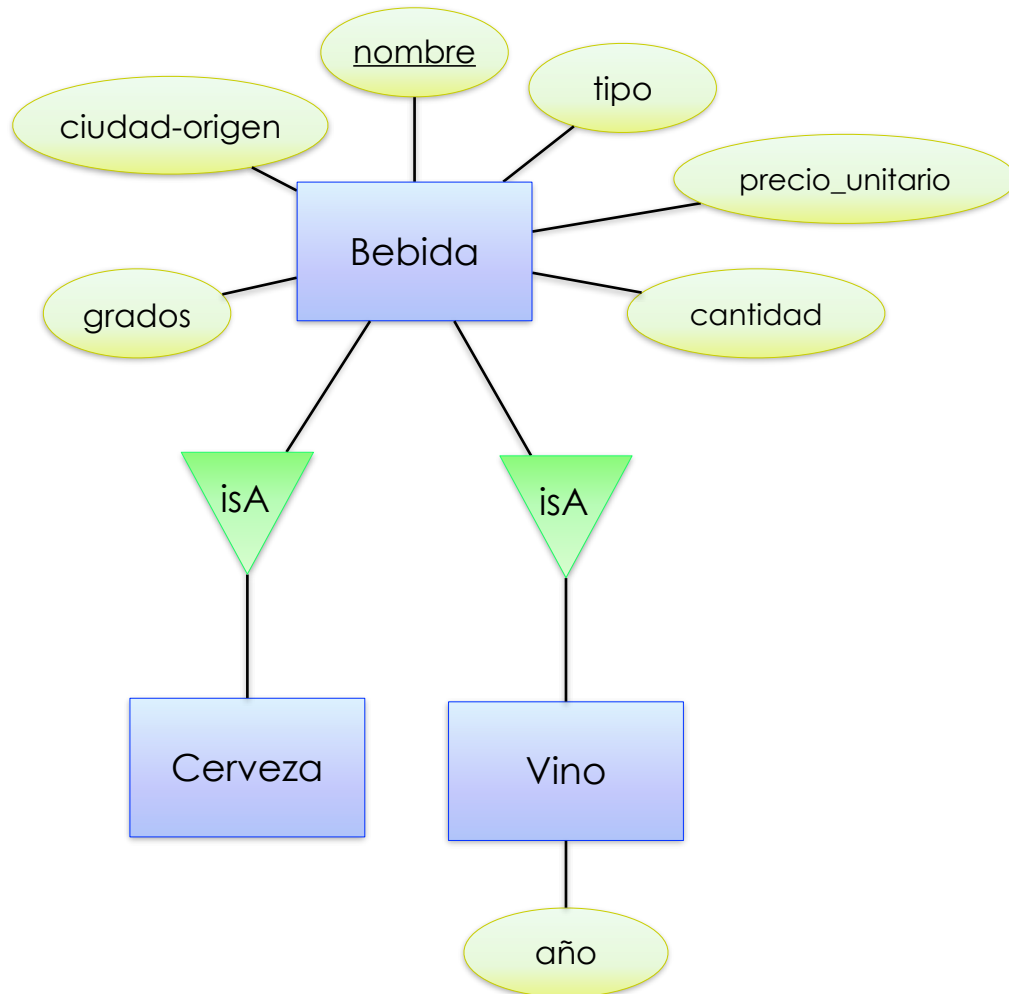 nombre
tipo
ciudad-origen
precio_unitario
Bebida
grados
cantidad
isA
isA
Cerveza
Vino
año